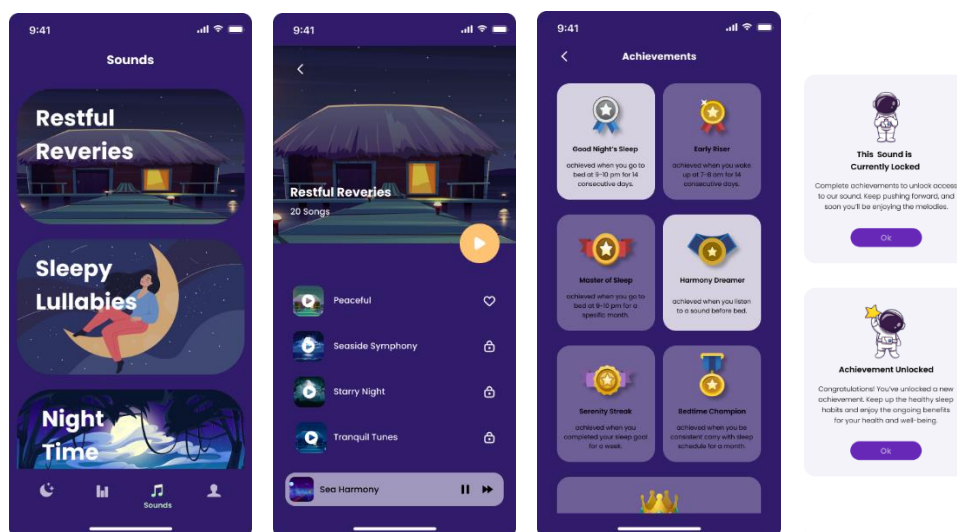 9:41
Sounds
Restful
Reveries
Sleepy
Lullabies
Night
Time
Sounds
9:41
Restful Reveries
20 Songs
Peaceful
Seaside Symphony
Starry Night
Tranquil Tunes
Sea Harmony
9:41
Achievements
Good Night's Sleep
achieved when you go to
bed at 9-10 pm for 14
consecutive days.
Early Riser
achieved when you wake
up at 7-8 am for 14
consecutive days.
Master of Sleep
achieved when you go to
bed at 9-10 pm for a
spesific month.
Harmony Dreamer
achieved when you listen
to a sound before bed.
Serenity Streak
achieved when you
completed your sleep goal
for a week.
Bedtime Champion
achieved when you be
consistent carry with sleep
schedule for a month.
This Sound is
Currently Locked
Complete achievements to unlock access
to our sound. Keep pushing forward, and
soon you'll be enjoying the melodies.
Ok
Achievement Unlocked
Congratulations! You've unlocked a new
achievement. Keep up the healthy sleep
habits and enjoy the ongoing benefits
for your health and well-being.
Ok